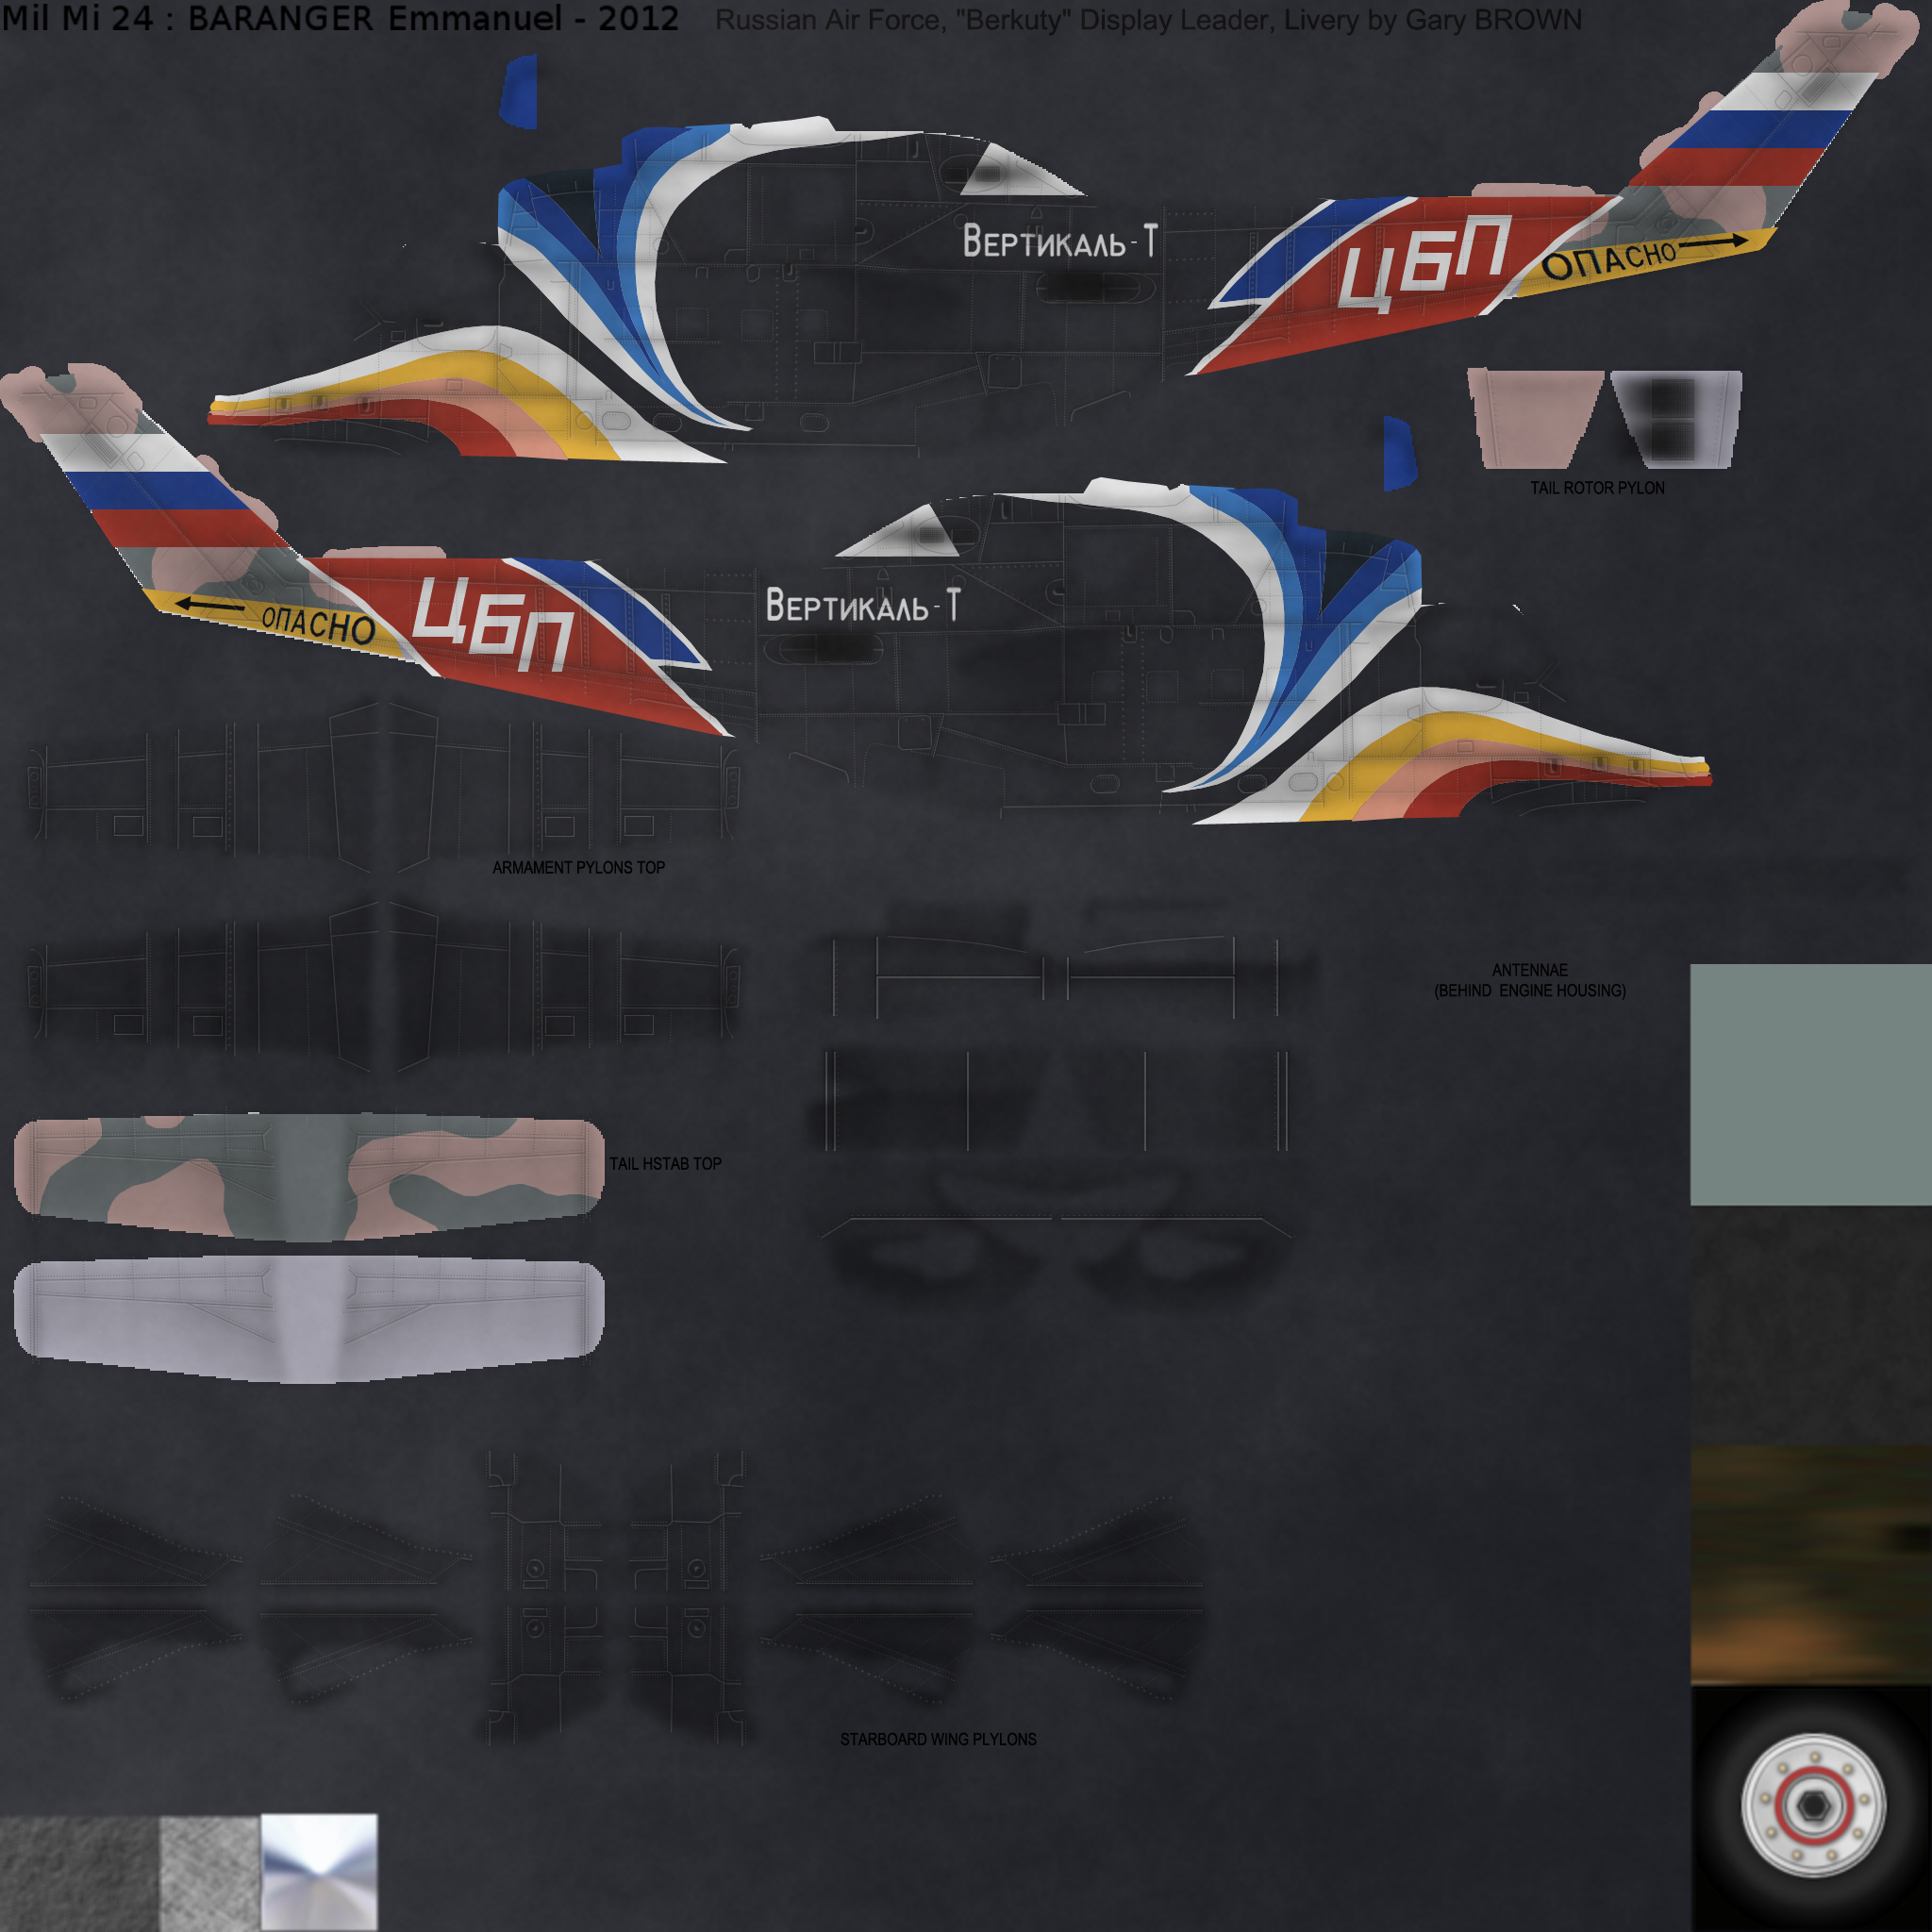 Mil Mi 24 : BARANGER Emmanuel - 2012 Russian Air Force, "Berkuty" Display Leader, Livery by Gary BROWN
Вертикаль-Т
ЦБП
ОПАСНО
TAIL ROTOR PYLON
ОПАСНО
ЦБП
Вертикаль-Т
ARMAMENT PYLONS TOP
ANTENNAE
(BEHIND ENGINE HOUSING)
TAIL HSTAB TOP
STARBOARD WING PLYLONS